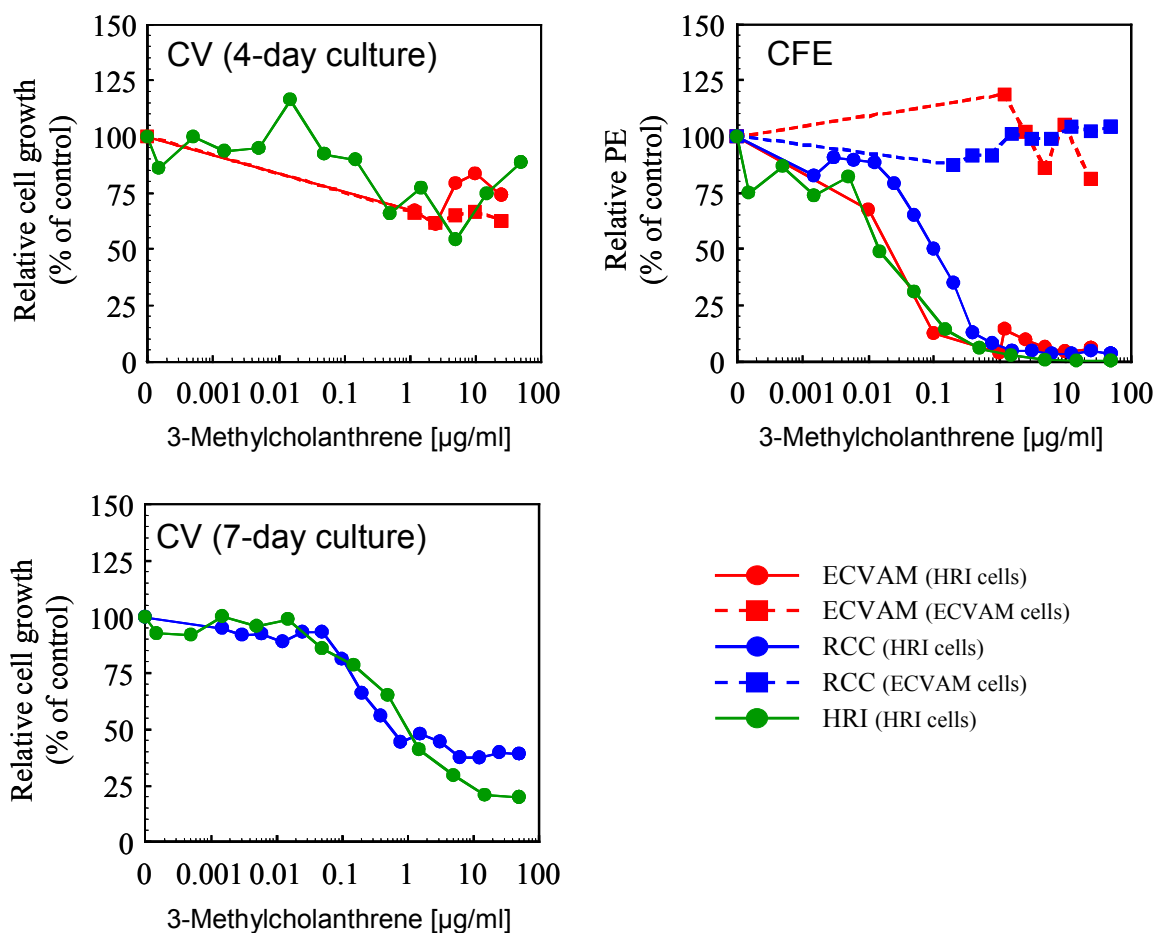 CV (4-day culture)
Relative cell growth
(% of control)
150
125
100
75
50
25
0
0 0.001 0.01 0.1 1 10 100
3-Methylcholanthrene [µg/ml]
CFE
Relative PE
(% of control)
150
125
100
75
50
25
0
0 0.001 0.01 0.1 1 10 100
3-Methylcholanthrene [µg/ml]
CV (7-day culture)
Relative cell growth
(% of control)
150
125
100
75
50
25
0
0 0.001 0.01 0.1 1 10 100
3-Methylcholanthrene [µg/ml]
ECVAM (HRI cells)
ECVAM (ECVAM cells)
RCC (HRI cells)
RCC (ECVAM cells)
HRI (HRI cells)